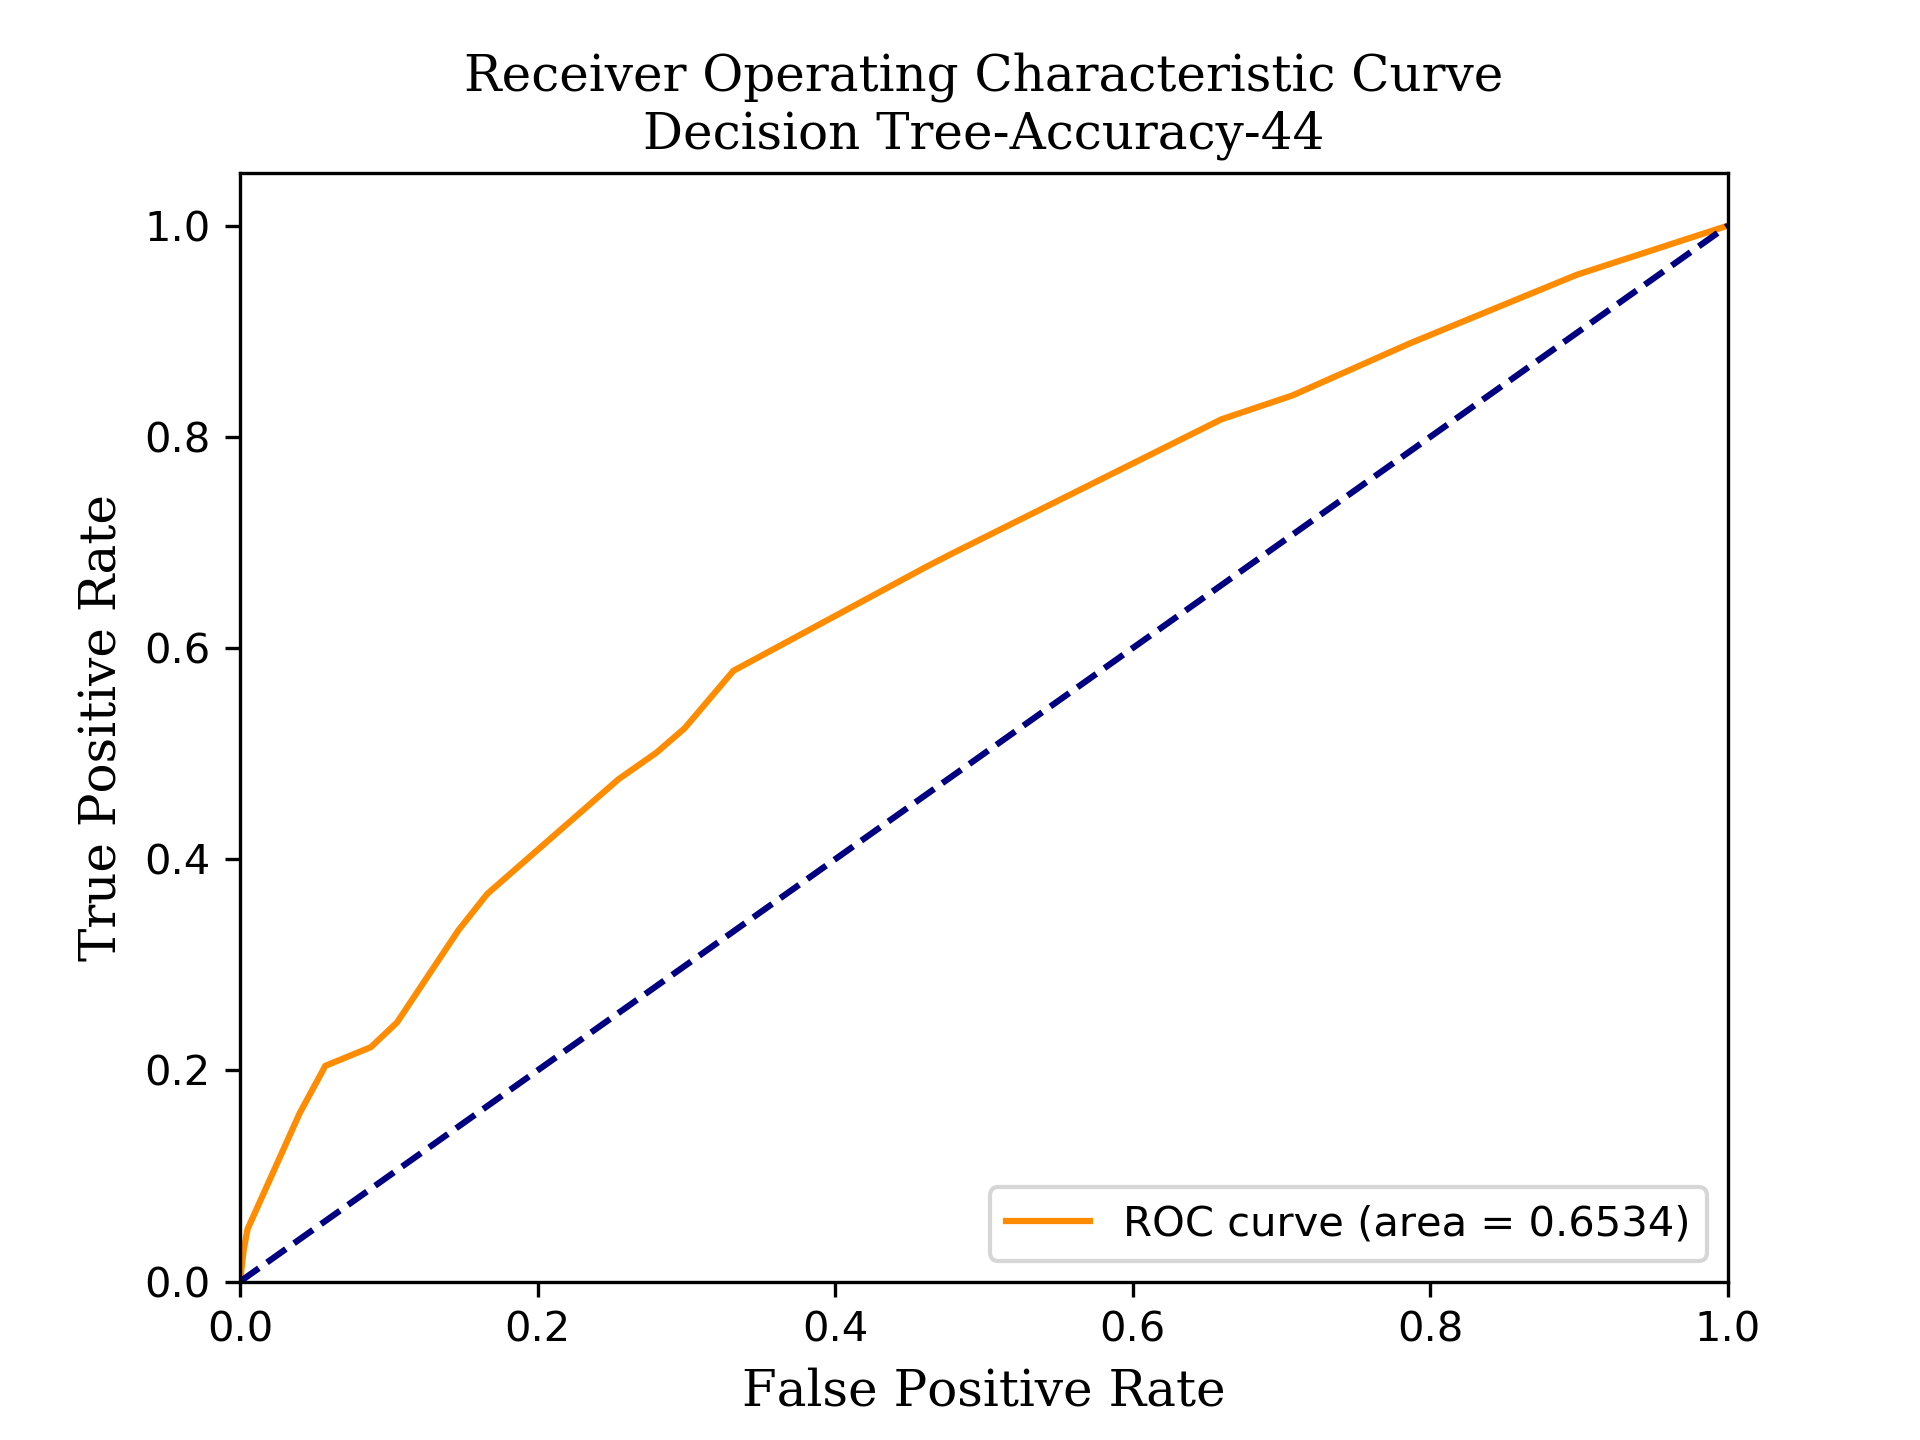 Receiver Operating Characteristic Curve
Decision Tree-Accuracy-44
1.0
0.8
0.6
0.4
0.2
0.0
True Positive Rate
ROC curve (area = 0.6534)
0.0 0.2 0.4 0.6 0.8 1.0
False Positive Rate